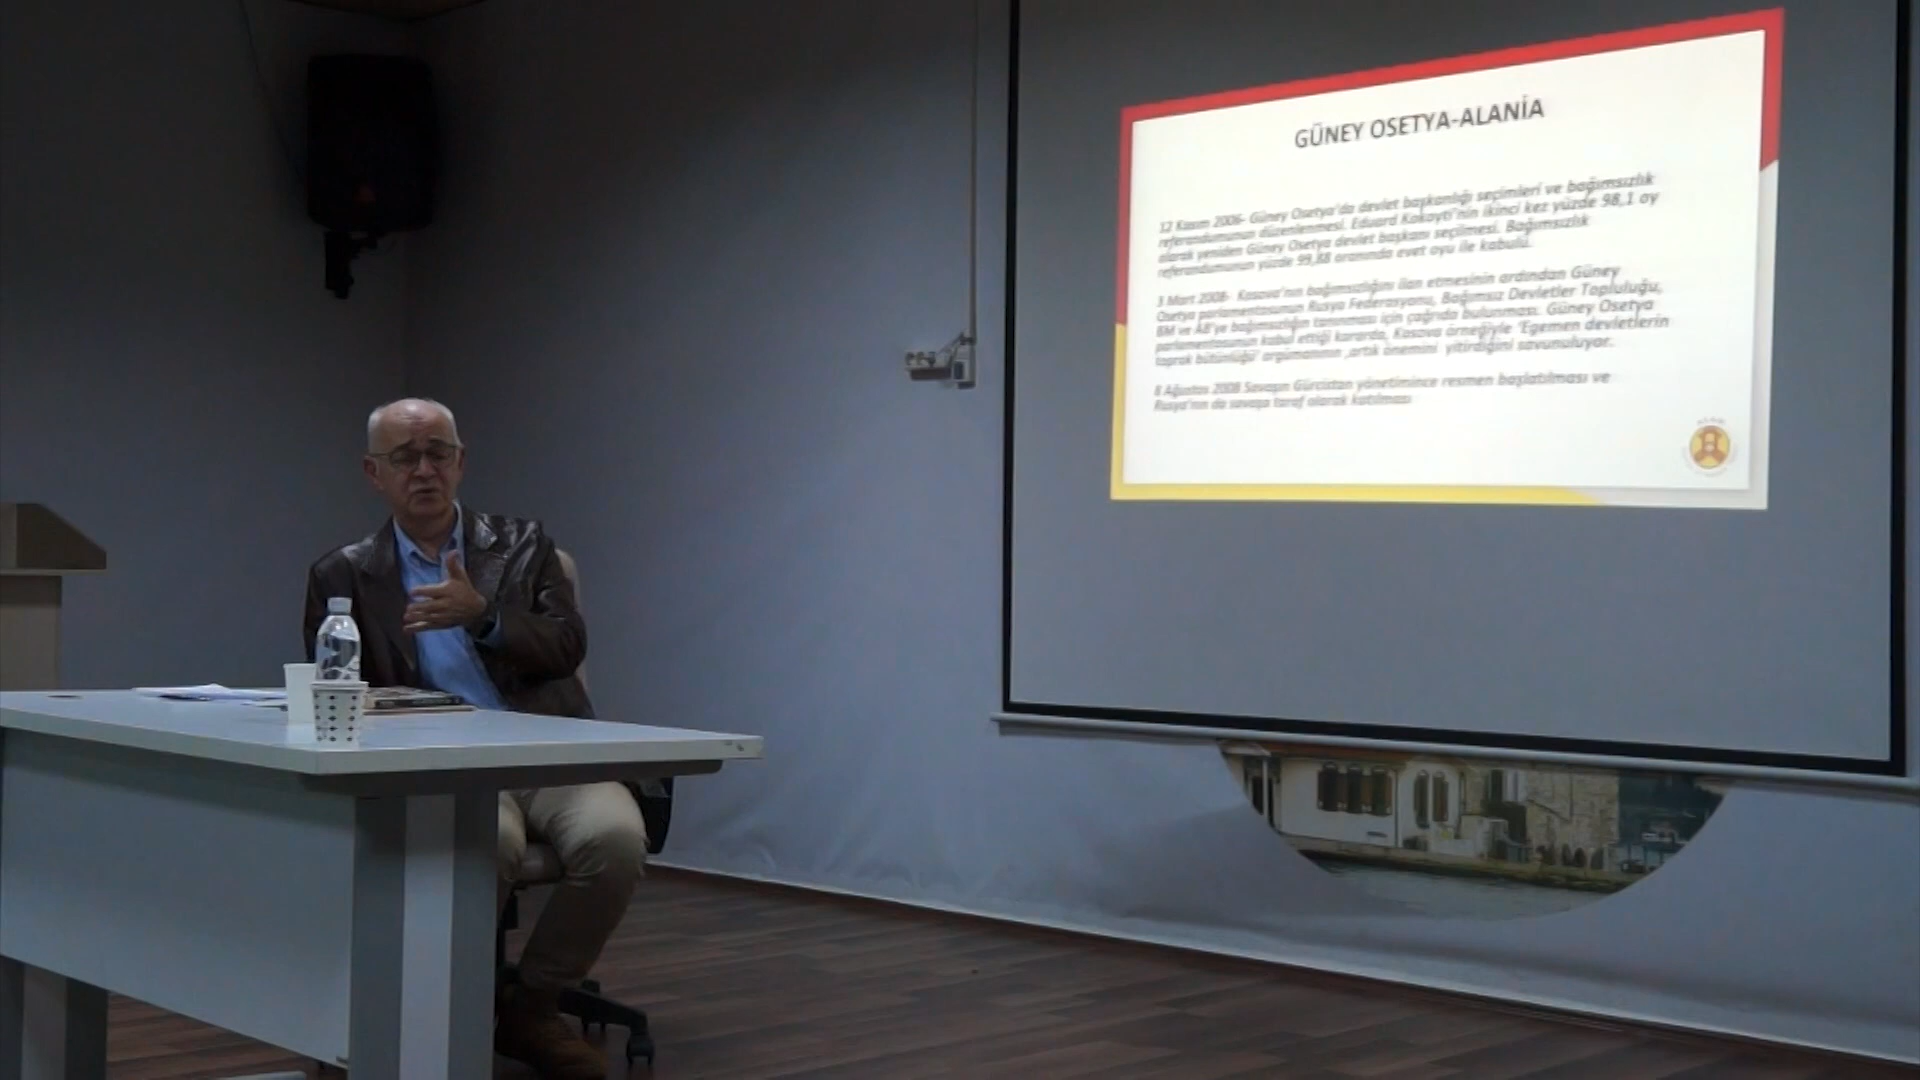 GÜNEY OSETYA-ALANİA
12 Kasım 2006- Güney Osetya'da devlet başkanlığı seçimleri ve bağımsızlık
referandumunun düzenlenmesi. Eduard Kokoyti'nin ikinci kez yüzde 98,1 oy
alarak yeniden Güney Osetya devlet başkanı seçilmesi. Bağımsızlık
referandumunun yüzde 99,88 oranında evet oyu ile kabulü.
3 Mart 2008- Kosova'nın bağımsızlığını ilan etmesinin ardından Güney
Osetya parlamentosunun Rusya Federasyonu, Bağımsız Devletler Topluluğu,
BM ve AB'ye bağımsızlığın tanınması için çağrıda bulunması. Güney Osetya
parlamentosunun kabul ettiği kararda, Kosova örneğiyle 'Egemen devletlerin
toprak bütünlüğü' argümanının ,artık önemini yitirdiğini savunuluyor.
8 Ağustos 2008 Savaşın Gürcistan yönetimince resmen başlatılması ve
Rusya'nın da savaşa taraf olarak katılması